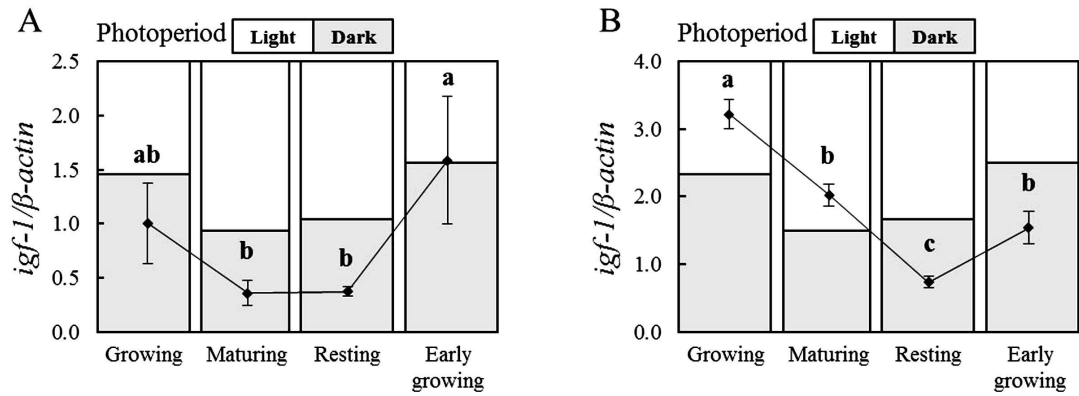 A
Photoperiod Light Dark
igf-1/β-actin
2.5
2.0
1.5
1.0
0.5
0.0
ab
b
b
a
Growing Maturing Resting Early growing
B
Photoperiod Light Dark
igf-1/β-actin
4.0
3.0
2.0
1.0
0.0
a
b
c
b
Growing Maturing Resting Early growing